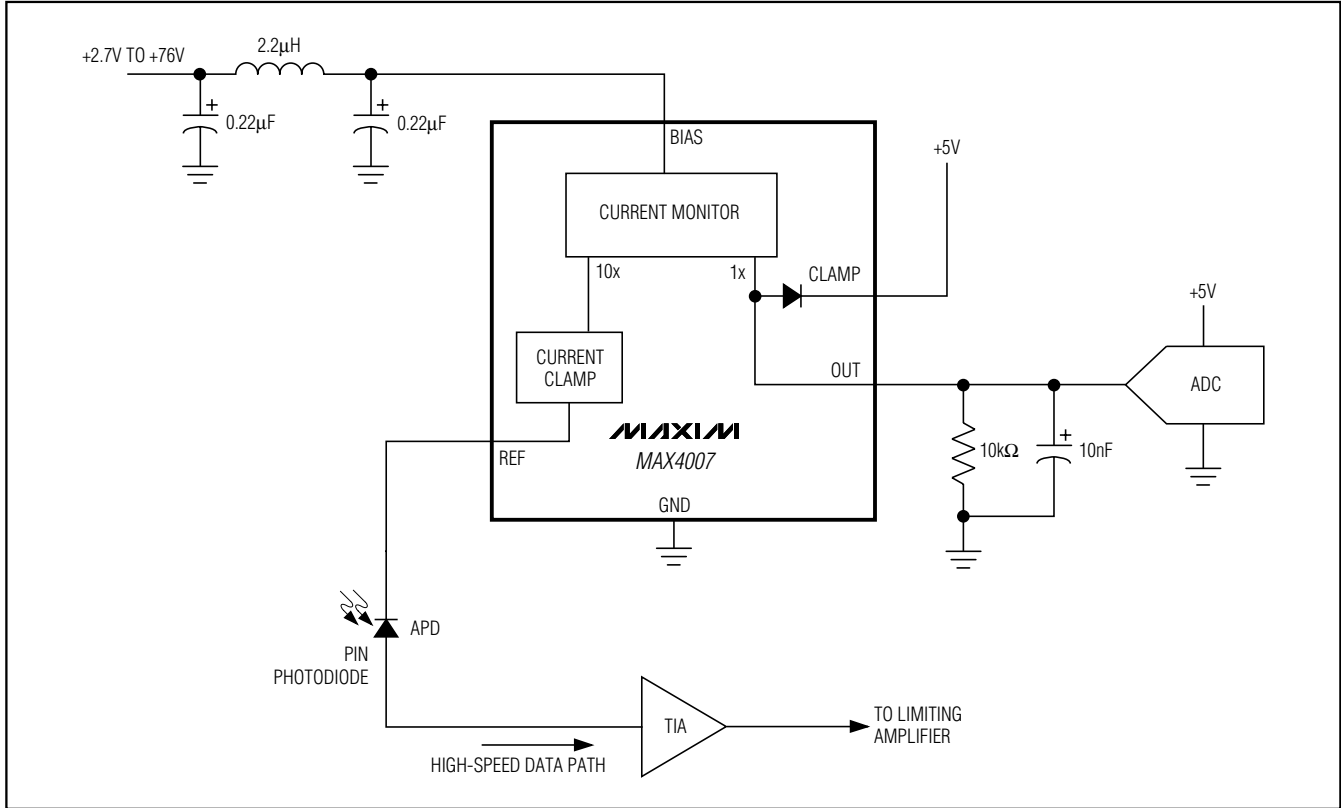 +2.7V TO +76V
2.2µH
+
0.22µF
+
0.22µF
BIAS
+5V
CURRENT MONITOR
10x
1x
CLAMP
+5V
CURRENT
CLAMP
OUT
ADC
MAXIM
MAX4007
REF
10kΩ
+
10nF
GND
APD
PIN
PHOTODIODE
TIA
TO LIMITING
AMPLIFIER
HIGH-SPEED DATA PATH